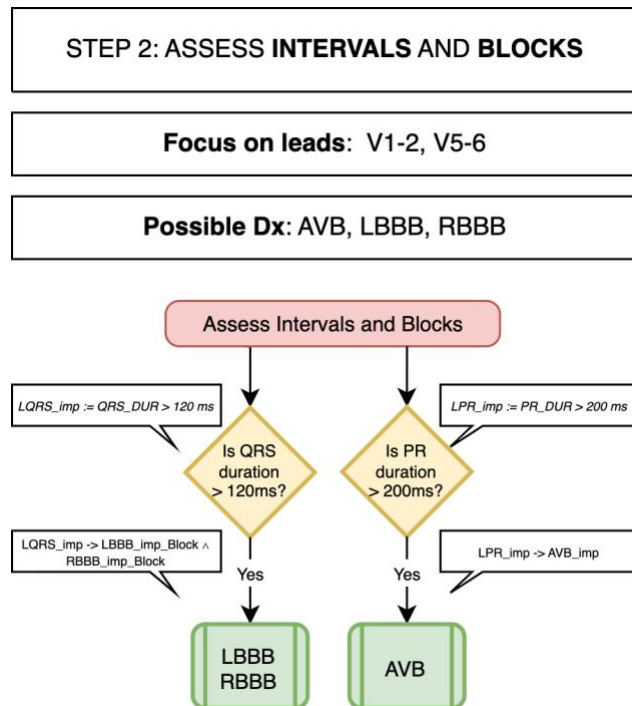 STEP 2: ASSESS INTERVALS AND BLOCKS
Focus on leads: V1-2, V5-6
Possible Dx: AVB, LBBB, RBBB
Assess Intervals and Blocks
LQRS_imp := QRS_DUR > 120 ms
LPR_imp := PR_DUR > 200 ms
Is QRS
duration
> 120ms?
Is PR
duration
> 200ms?
LQRS_imp -> LBBB_imp_Block ∧
RBBB_imp_Block
LPR_imp -> AVB_imp
Yes
Yes
LBBB
RBBB
AVB